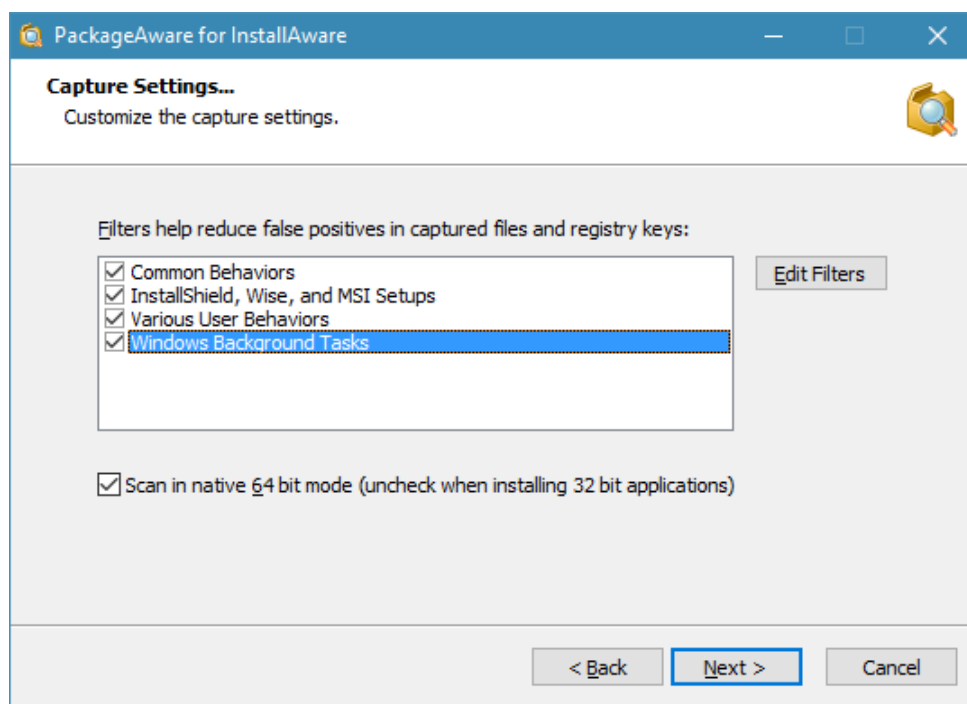 PackageAware for InstallAware
Capture Settings...
Customize the capture settings.
Filters help reduce false positives in captured files and registry keys:
Common Behaviors
InstallShield, Wise, and MSI Setups
Various User Behaviors
Windows Background Tasks
Edit Filters
Scan in native 64 bit mode (uncheck when installing 32 bit applications)
< Back
Next >
Cancel